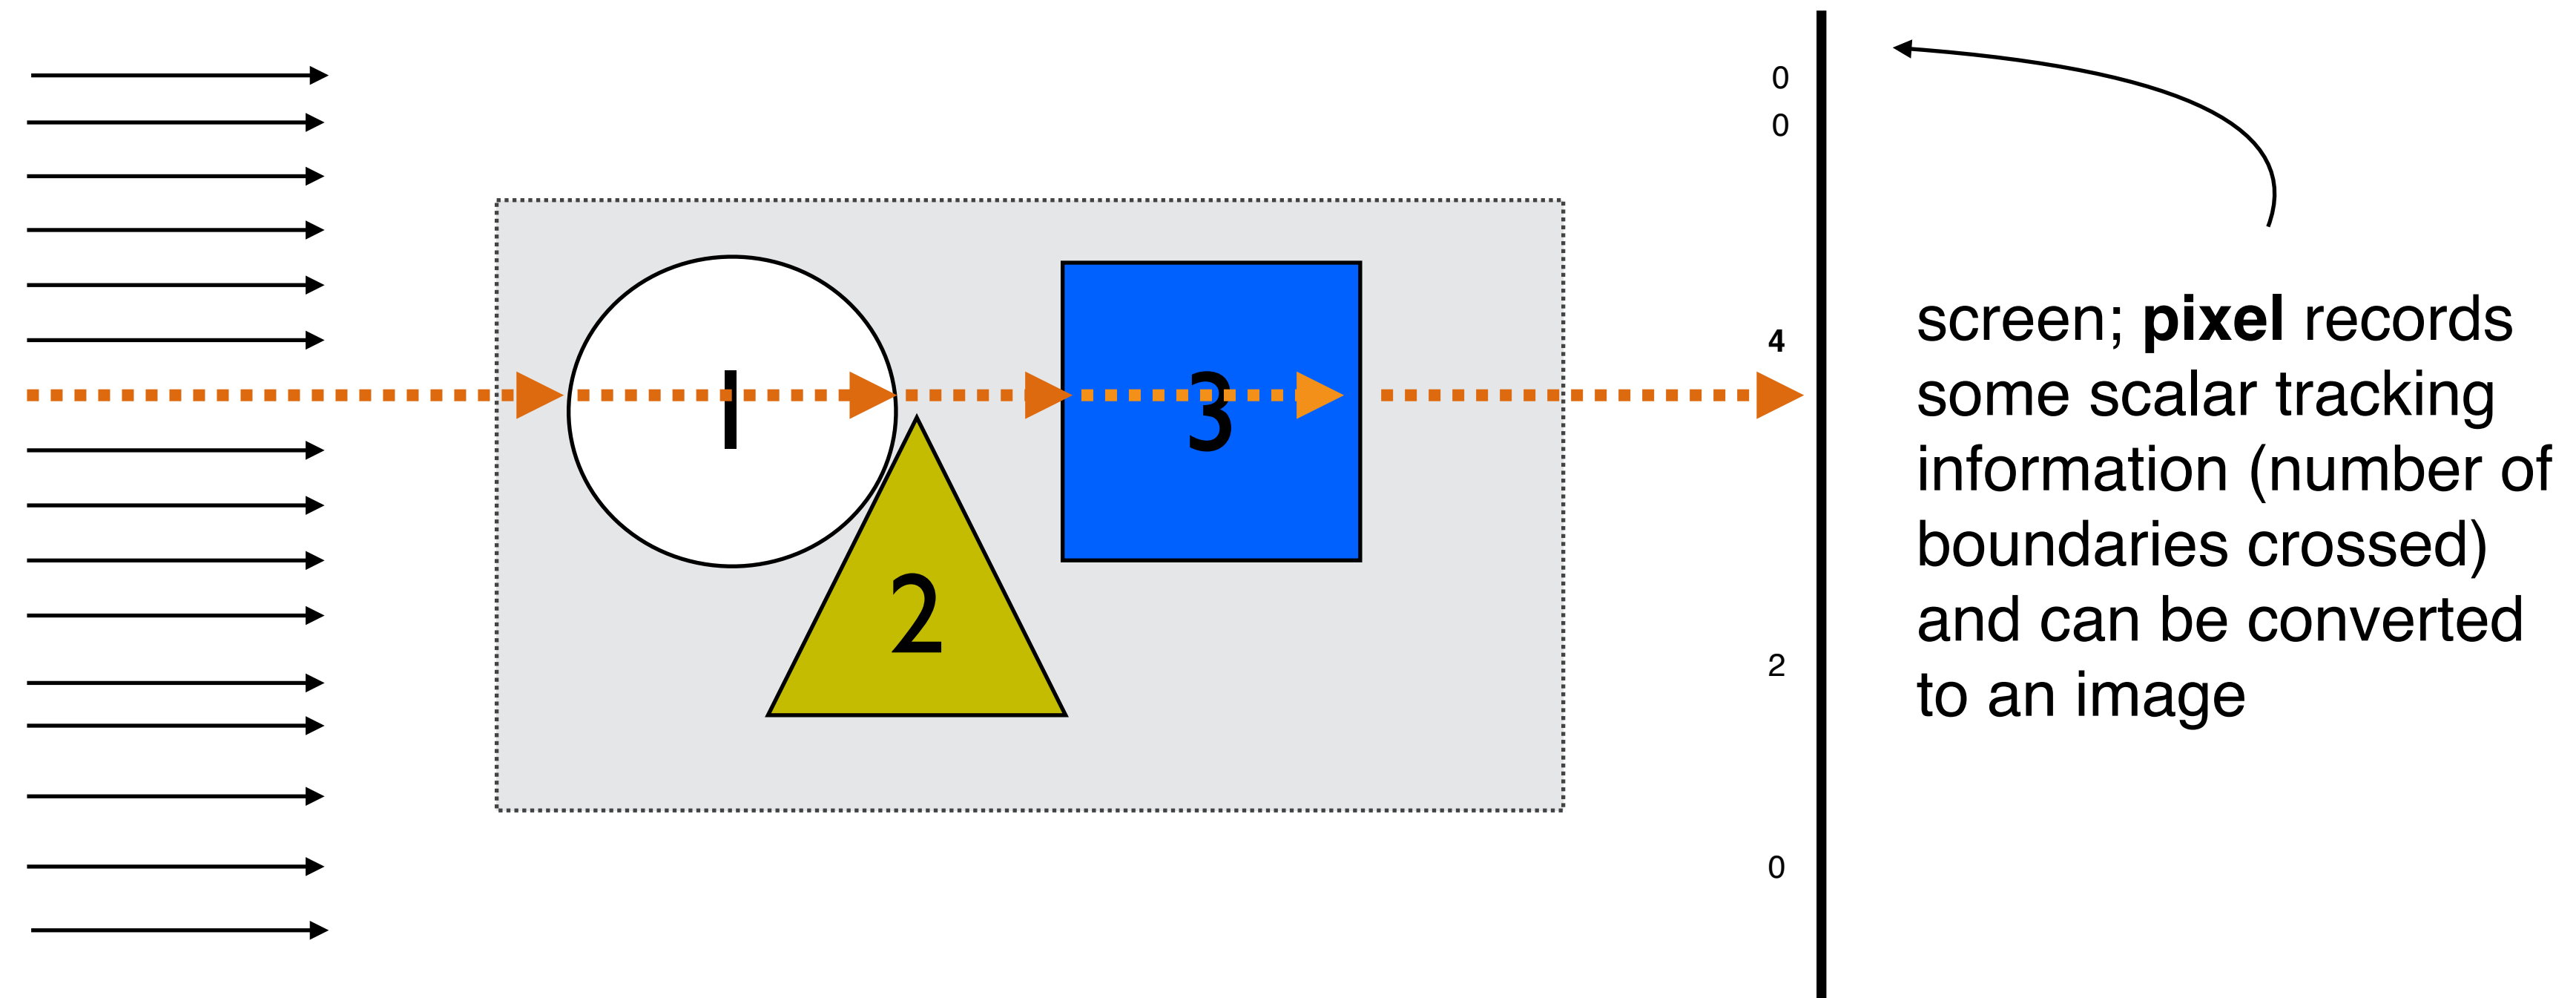 0
0
1
3
2
4
2
0
screen; pixel records
some scalar tracking
information (number of
boundaries crossed)
and can be converted
to an image